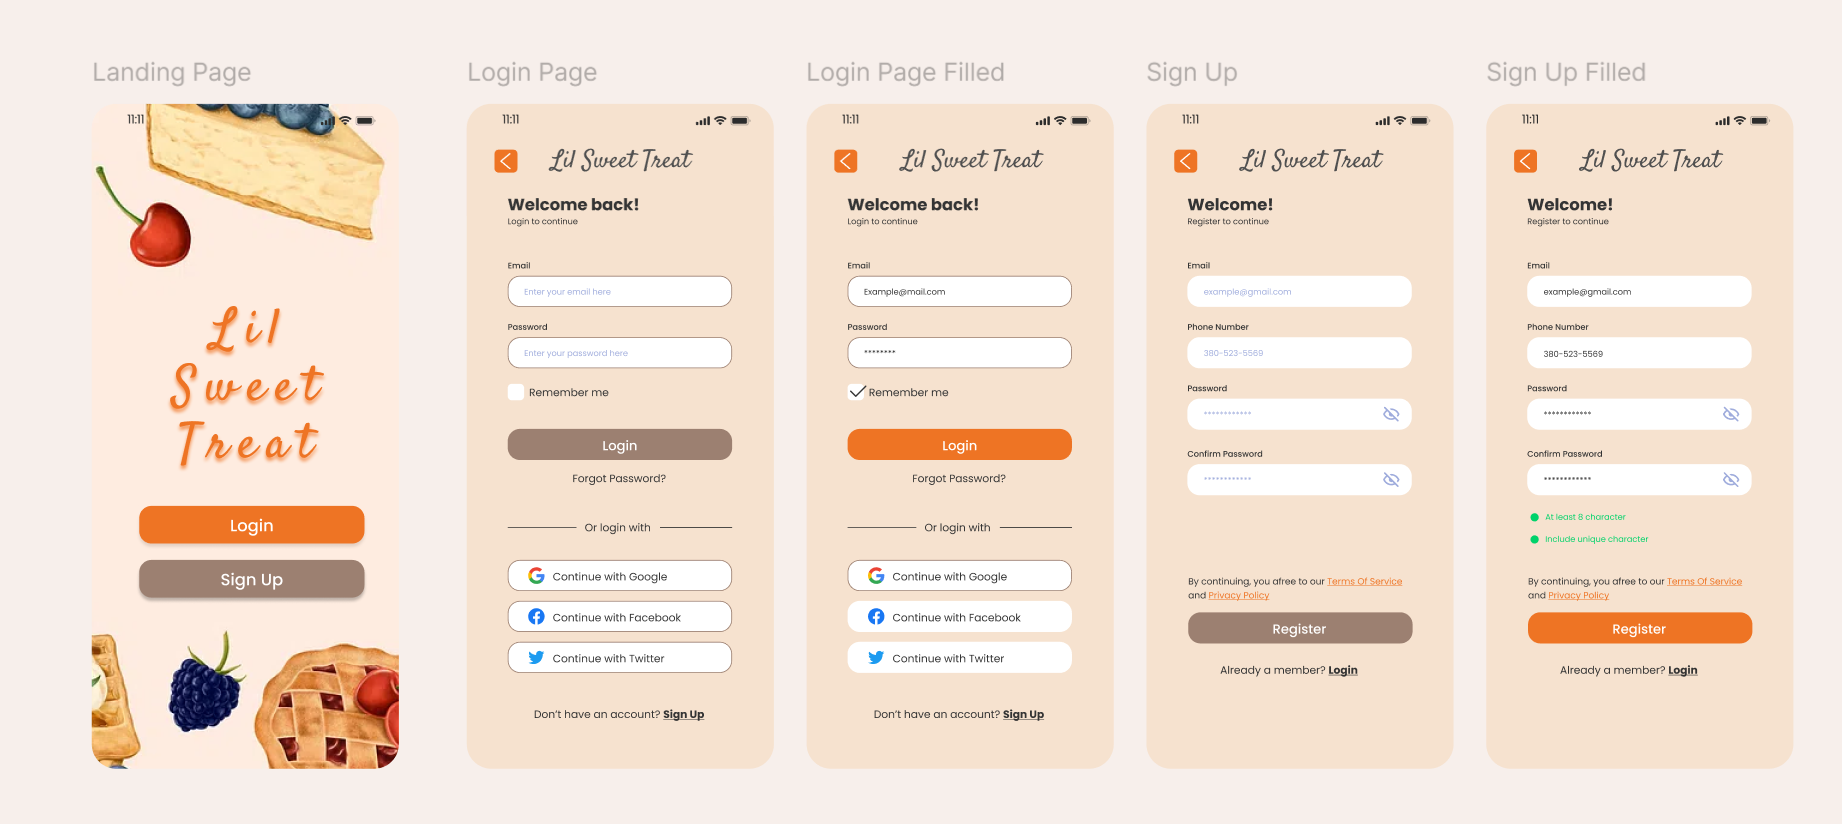 Landing Page
11:11
Lil
Sweet
Treat
Login
Sign Up
Login Page
11:11
Lil Sweet Treat
Welcome back!
Login to continue
Email
Enter your email here
Password
Enter your password here
Remember me
Login
Forgot Password?
Or login with
Continue with Google
Continue with Facebook
Continue with Twitter
Don't have an account? Sign Up
Login Page Filled
11:11
Lil Sweet Treat
Welcome back!
Login to continue
Email
Example@mail.com
Password
********
Remember me
Login
Forgot Password?
Or login with
Continue with Google
Continue with Facebook
Continue with Twitter
Don't have an account? Sign Up
Sign Up
11:11
Lil Sweet Treat
Welcome!
Register to continue
Email
example@gmail.com
Phone Number
380-523-5569
Password
************
Confirm Password
************
By continuing, you afree to our Terms Of Service
and Privacy Policy
Register
Already a member? Login
Sign Up Filled
11:11
Lil Sweet Treat
Welcome!
Register to continue
Email
example@gmail.com
Phone Number
380-523-5569
Password
************
Confirm Password
************
At least 8 character
Include unique character
By continuing, you afree to our Terms Of Service
and Privacy Policy
Register
Already a member? Login